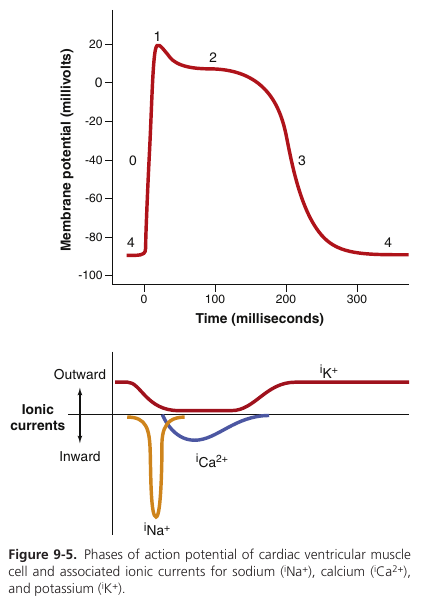 Membrane potential (millivolts)
20
0
-20
-40
-60
-80
-100
1
2
0
3
4
4
0
100
200
300
Time (milliseconds)
Outward
Ionic
currents
Inward
iK+
iCa2+
iNa+
Figure 9-5. Phases of action potential of cardiac ventricular muscle
cell and associated ionic currents for sodium (iNa+), calcium (iCa2+),
and potassium (iK+).